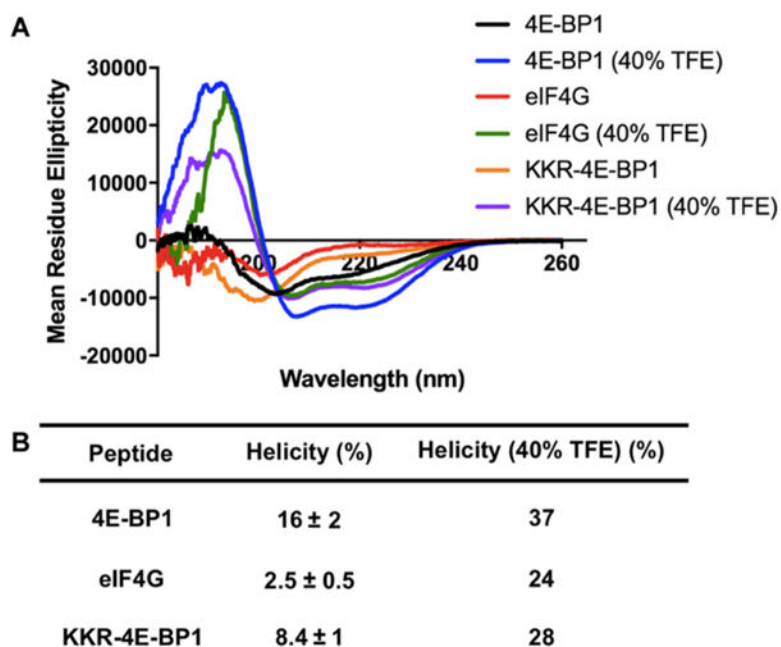 A
4E-BP1
4E-BP1 (40% TFE)
eIF4G
eIF4G (40% TFE)
KKR-4E-BP1
KKR-4E-BP1 (40% TFE)
Mean Residue Ellipticity
30000
20000
10000
0
-10000
-20000
200 220 240 260
Wavelength (nm)
B
Peptide Helicity (%) Helicity (40% TFE) (%)
4E-BP1 16 ± 2 37
eIF4G 2.5 ± 0.5 24
KKR-4E-BP1 8.4 ± 1 28